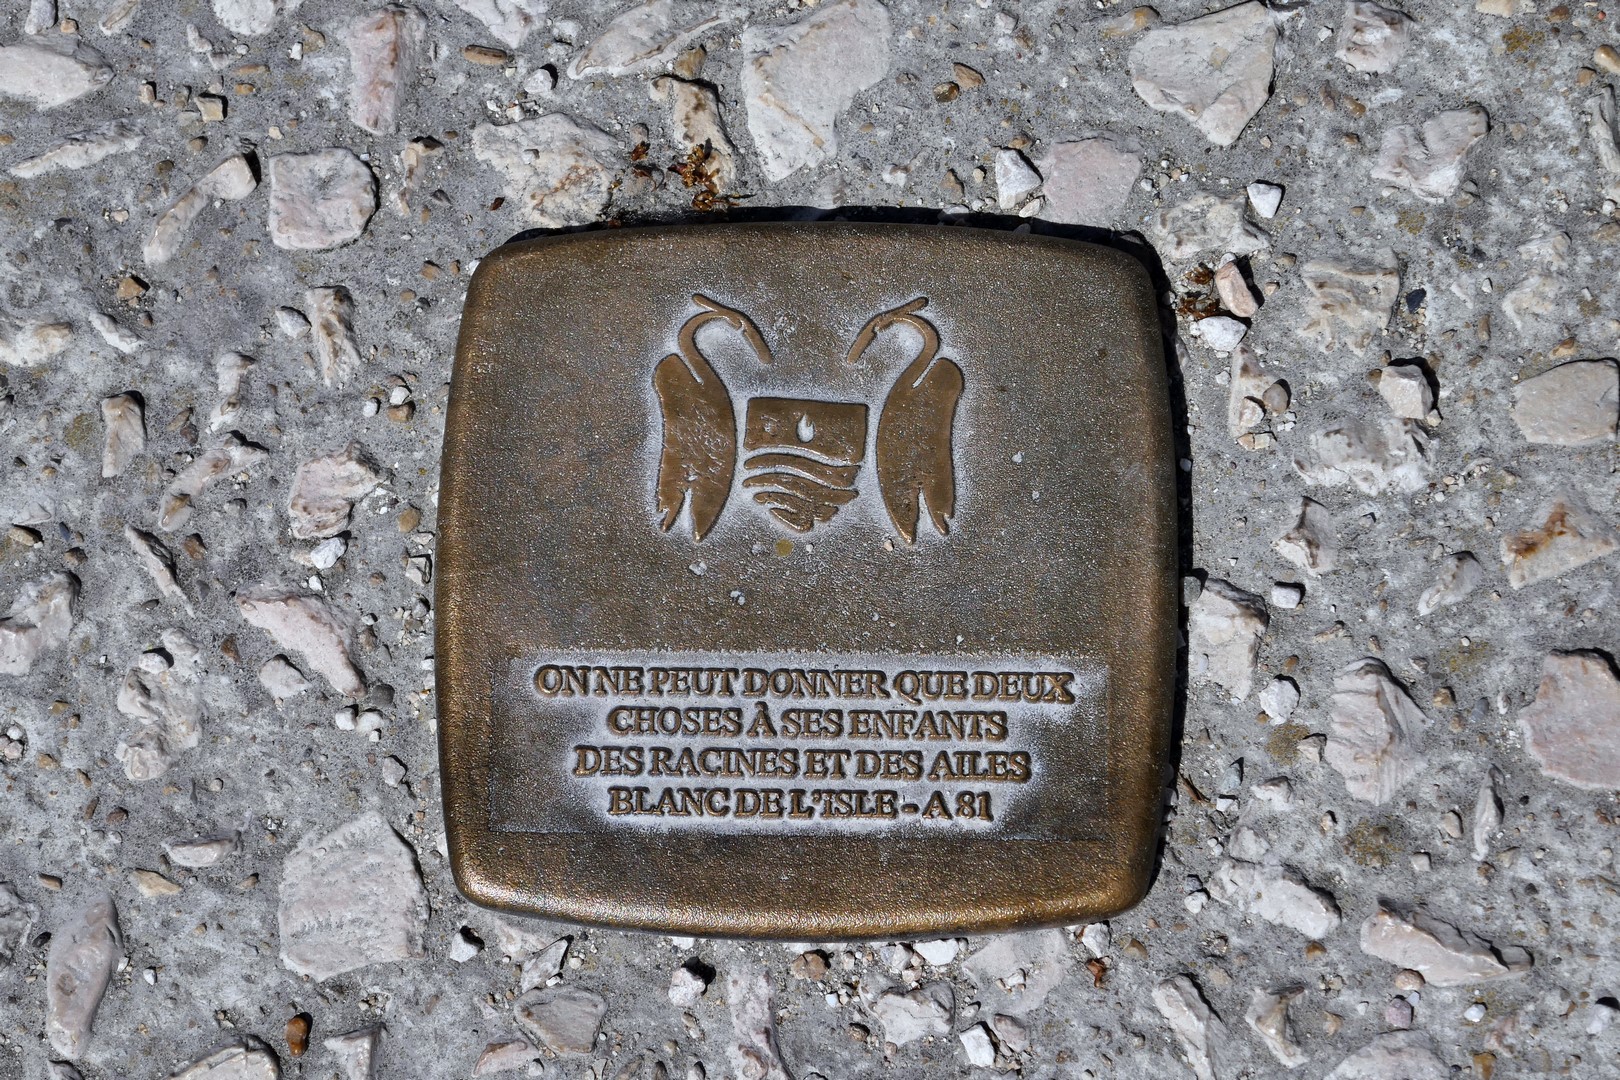 ON NE PEUT DONNER QUE DEUX
CHOSES À SES ENFANTS
DES RACINES ET DES AILES
BLANC DE L'ISLE - A 81